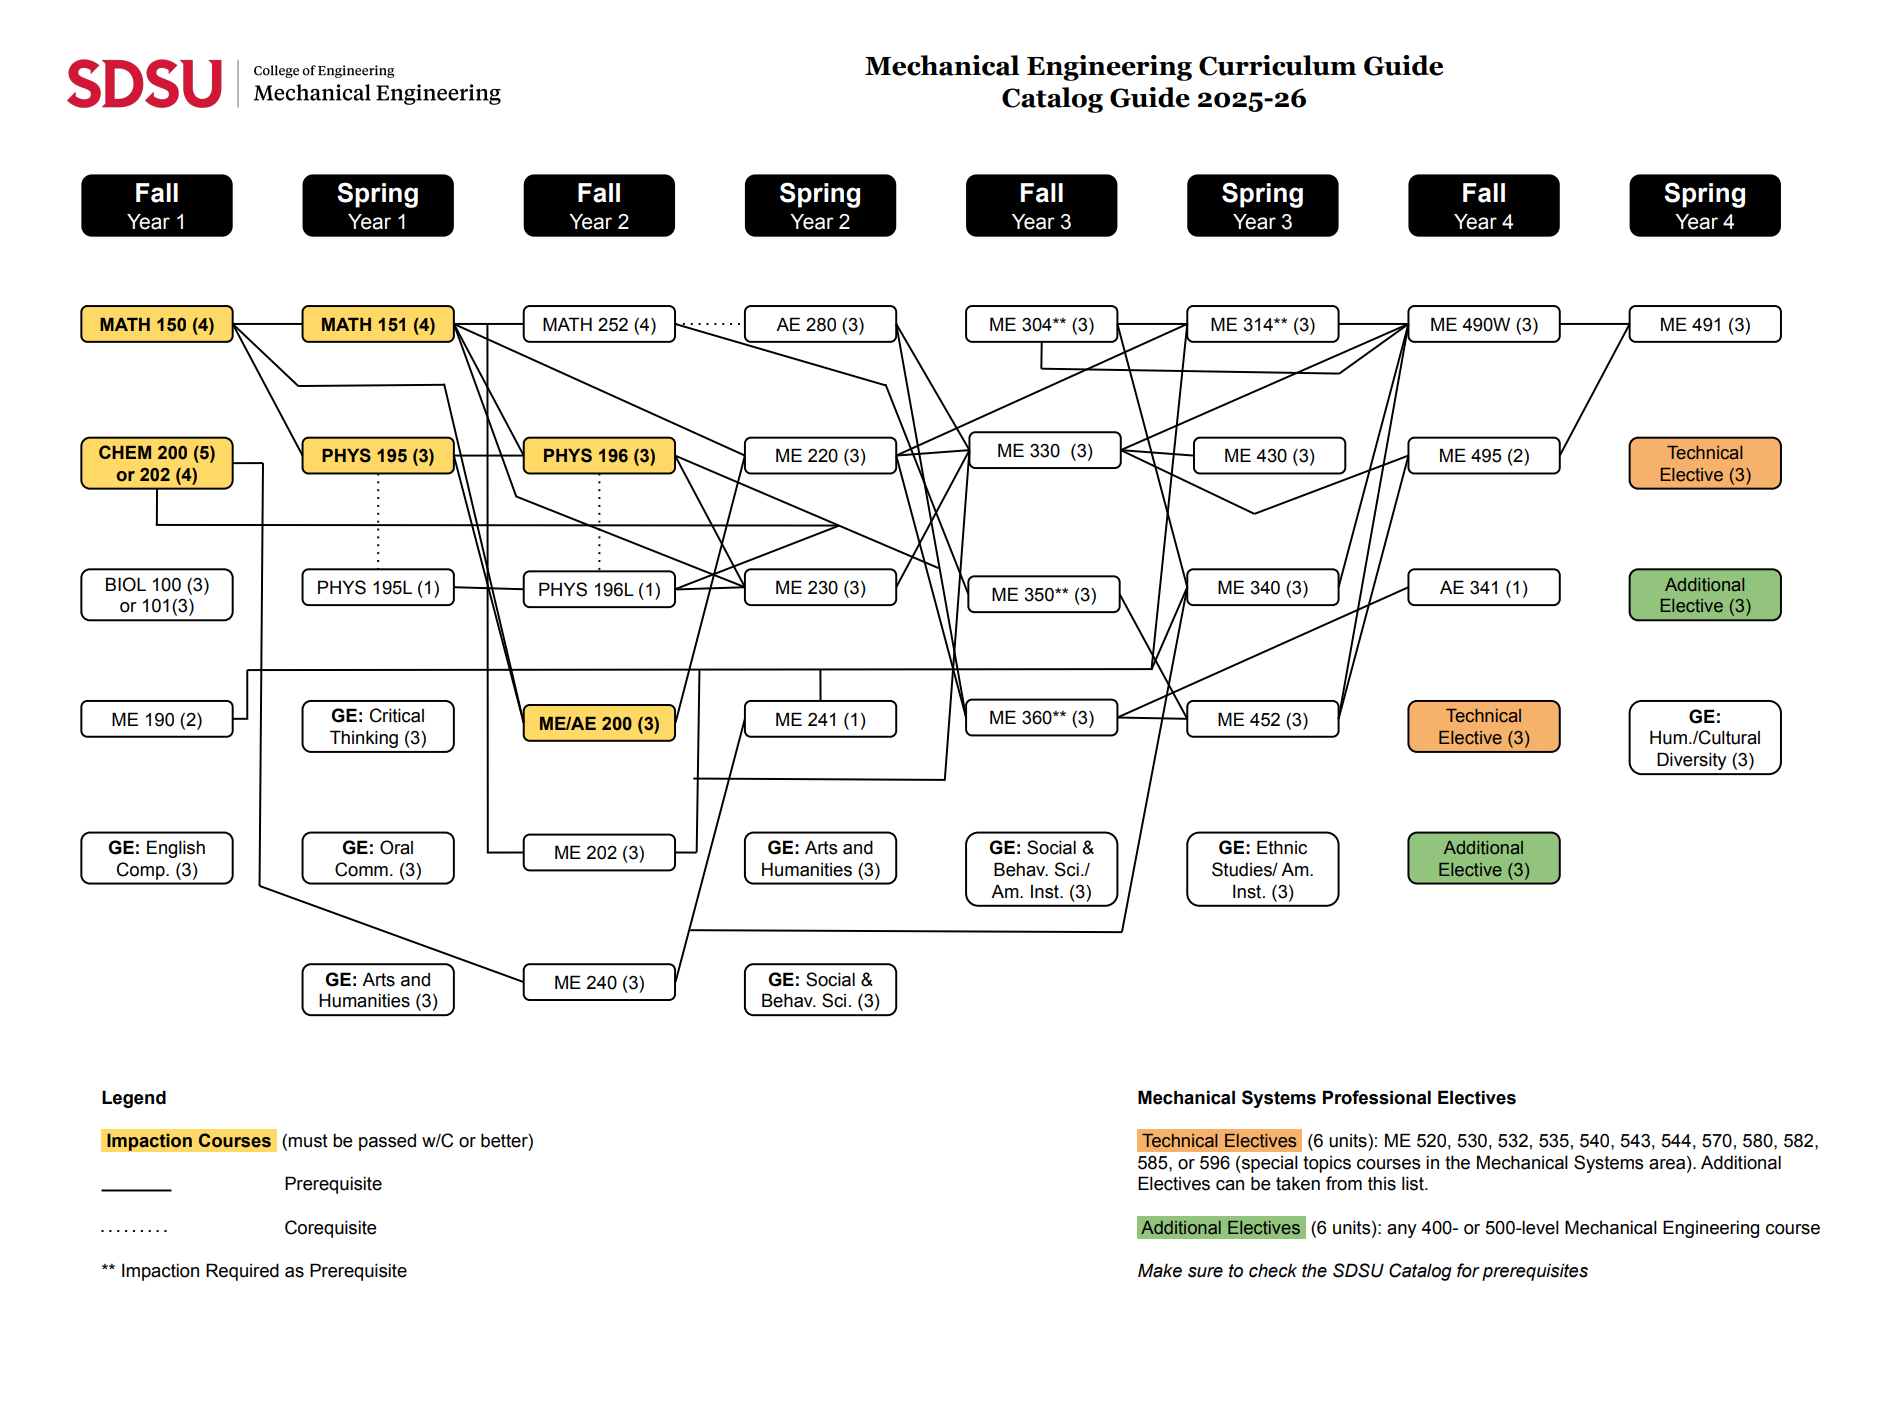 SDSU
College of Engineering
Mechanical Engineering
Mechanical Engineering Curriculum Guide
Catalog Guide 2025-26
Fall
Year 1
Spring
Year 1
Fall
Year 2
Spring
Year 2
Fall
Year 3
Spring
Year 3
Fall
Year 4
Spring
Year 4
MATH 150 (4)
MATH 151 (4)
MATH 252 (4)
AE 280 (3)
ME 304** (3)
ME 314** (3)
ME 490W (3)
ME 491 (3)
CHEM 200 (5)
or 202 (4)
PHYS 195 (3)
PHYS 196 (3)
ME 220 (3)
ME 330 (3)
ME 430 (3)
ME 495 (2)
Technical
Elective (3)
BIOL 100 (3)
or 101(3)
PHYS 195L (1)
PHYS 196L (1)
ME 230 (3)
ME 350** (3)
ME 340 (3)
AE 341 (1)
Additional
Elective (3)
ME 190 (2)
GE: Critical
Thinking (3)
ME/AE 200 (3)
ME 241 (1)
ME 360** (3)
ME 452 (3)
Technical
Elective (3)
GE:
Hum./Cultural
Diversity (3)
GE: English
Comp. (3)
GE: Oral
Comm. (3)
ME 202 (3)
GE: Arts and
Humanities (3)
GE: Social &
Behav. Sci./
Am. Inst. (3)
GE: Ethnic
Studies/ Am.
Inst. (3)
Additional
Elective (3)
GE: Arts and
Humanities (3)
ME 240 (3)
GE: Social &
Behav. Sci. (3)
Legend
Impaction Courses (must be passed w/C or better)
Prerequisite
Corequisite
** Impaction Required as Prerequisite
Mechanical Systems Professional Electives
Technical Electives (6 units): ME 520, 530, 532, 535, 540, 543, 544, 570, 580, 582,
585, or 596 (special topics courses in the Mechanical Systems area). Additional
Electives can be taken from this list.
Additional Electives (6 units): any 400- or 500-level Mechanical Engineering course
Make sure to check the SDSU Catalog for prerequisites